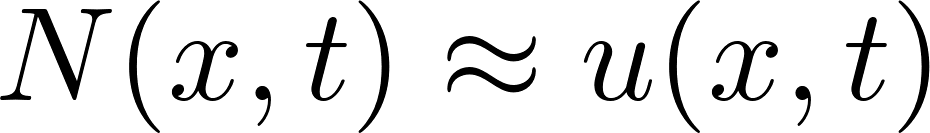 N(x, t) ≈ u(x, t)